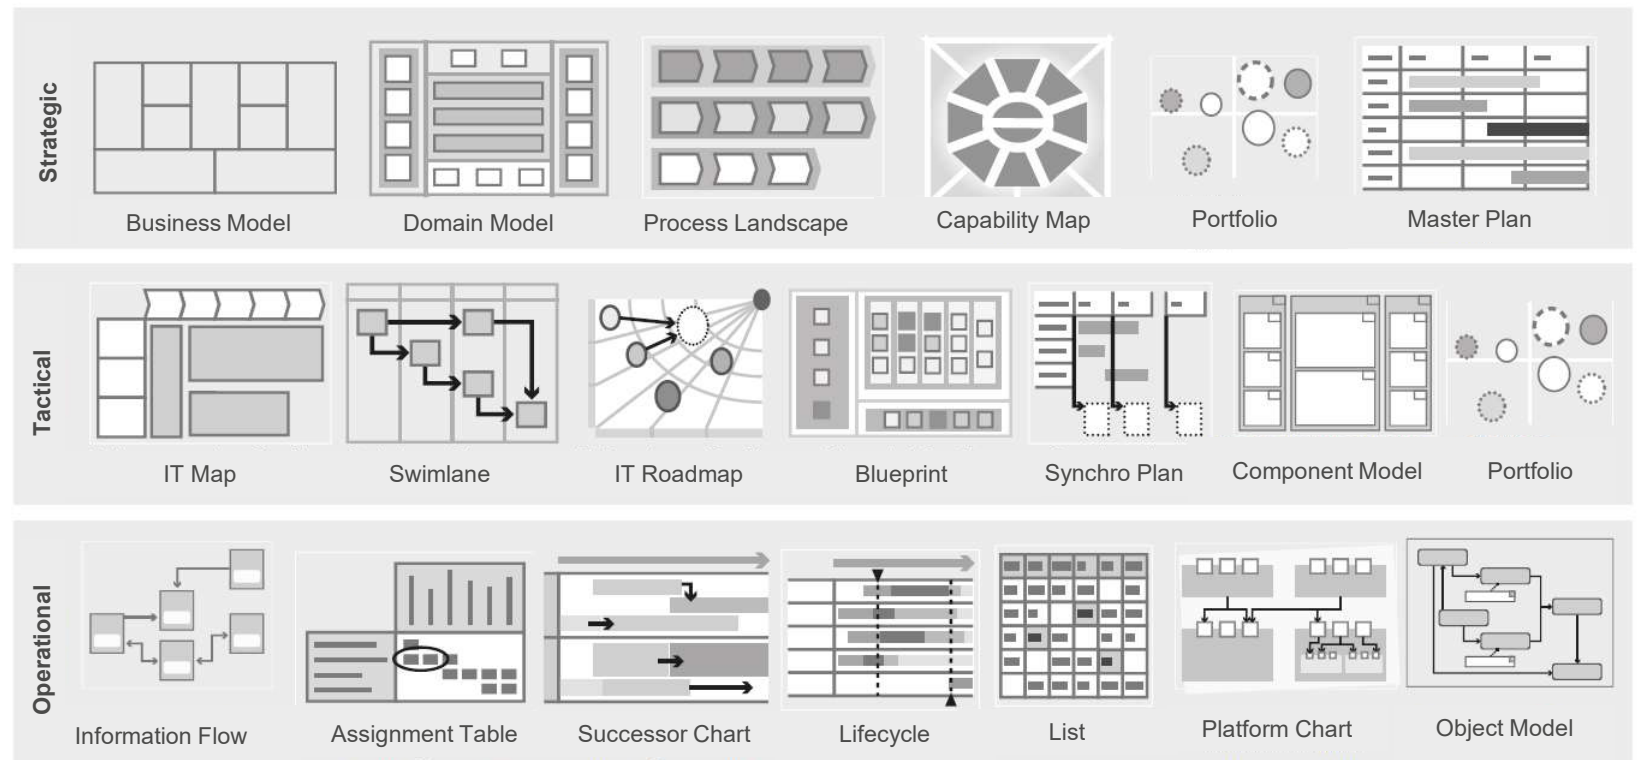 Strategic
Business Model
Domain Model
Process Landscape
Capability Map
Portfolio
Master Plan
Tactical
IT Map
Swimlane
IT Roadmap
Blueprint
Synchro Plan
Component Model
Portfolio
Operational
Information Flow
Assignment Table
Successor Chart
Lifecycle
List
Platform Chart
Object Model